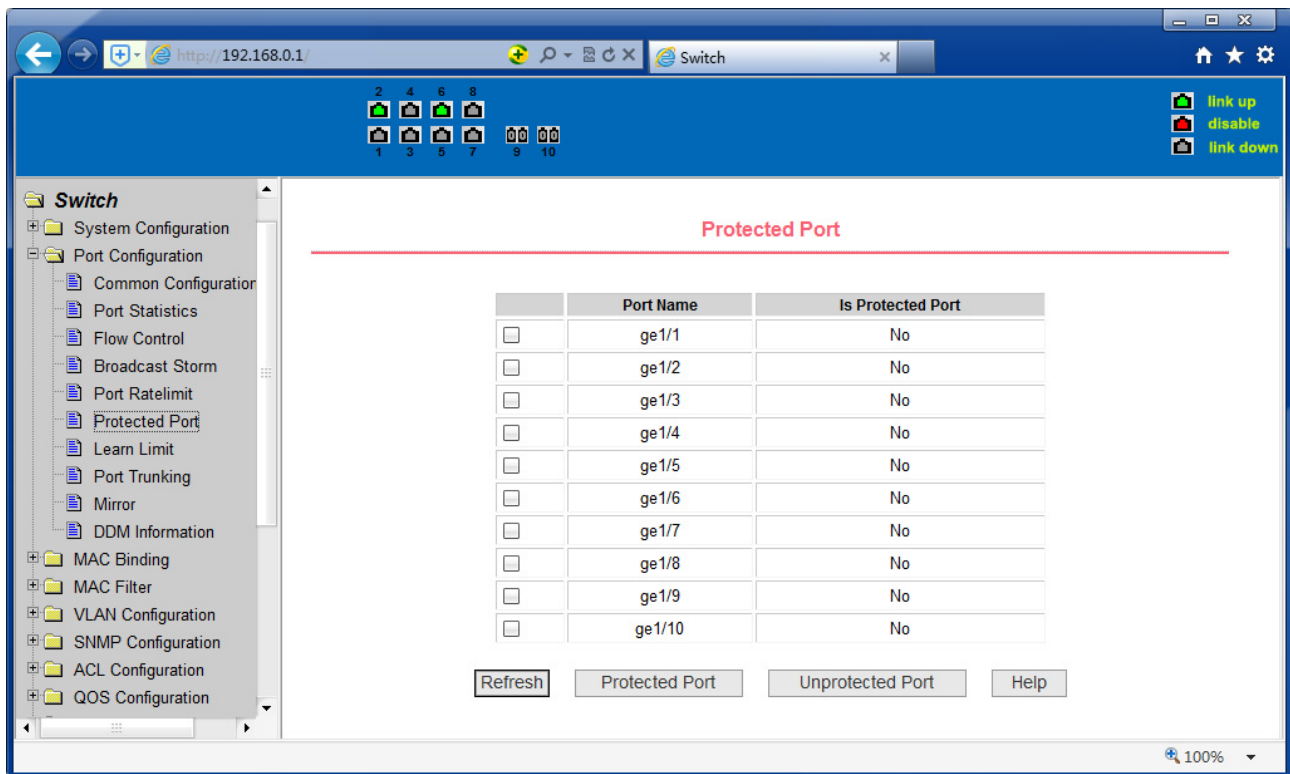 http://192.168.0.1/
Switch
2 4 6 8
1 3 5 7 9 10
link up
disable
link down
Switch
System Configuration
Port Configuration
Common Configuration
Port Statistics
Flow Control
Broadcast Storm
Port Ratelimit
Protected Port
Learn Limit
Port Trunking
Mirror
DDM Information
MAC Binding
MAC Filter
VLAN Configuration
SNMP Configuration
ACL Configuration
QOS Configuration
Protected Port
Port Name Is Protected Port
ge1/1 No
ge1/2 No
ge1/3 No
ge1/4 No
ge1/5 No
ge1/6 No
ge1/7 No
ge1/8 No
ge1/9 No
ge1/10 No
Refresh Protected Port Unprotected Port Help
100%